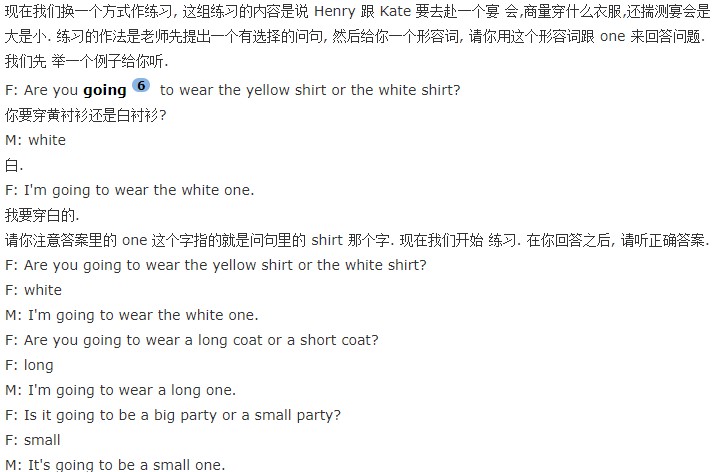 现在我们换一个方式作练习, 这组练习的内容是说 Henry 跟 Kate 要去赴一个宴 会,商量穿什么衣服,还揣测宴会是
大是小. 练习的作法是老师先提出一个有选择的问句, 然后给你一个形容词, 请你用这个形容词跟 one 来回答问题.
我们先 举一个例子给你听.
F: Are you going 6 to wear the yellow shirt or the white shirt?
你要穿黄衬衫还是白衬衫?
M: white
白.
F: I'm going to wear the white one.
我要穿白的.
请你注意答案里的 one 这个字指的就是问句里的 shirt 那个字. 现在我们开始 练习. 在你回答之后, 请听正确答案.
F: Are you going to wear the yellow shirt or the white shirt?
F: white
M: I'm going to wear the white one.
F: Are you going to wear a long coat or a short coat?
F: long
M: I'm going to wear a long one.
F: Is it going to be a big party or a small party?
F: small
M: It's going to be a small one.